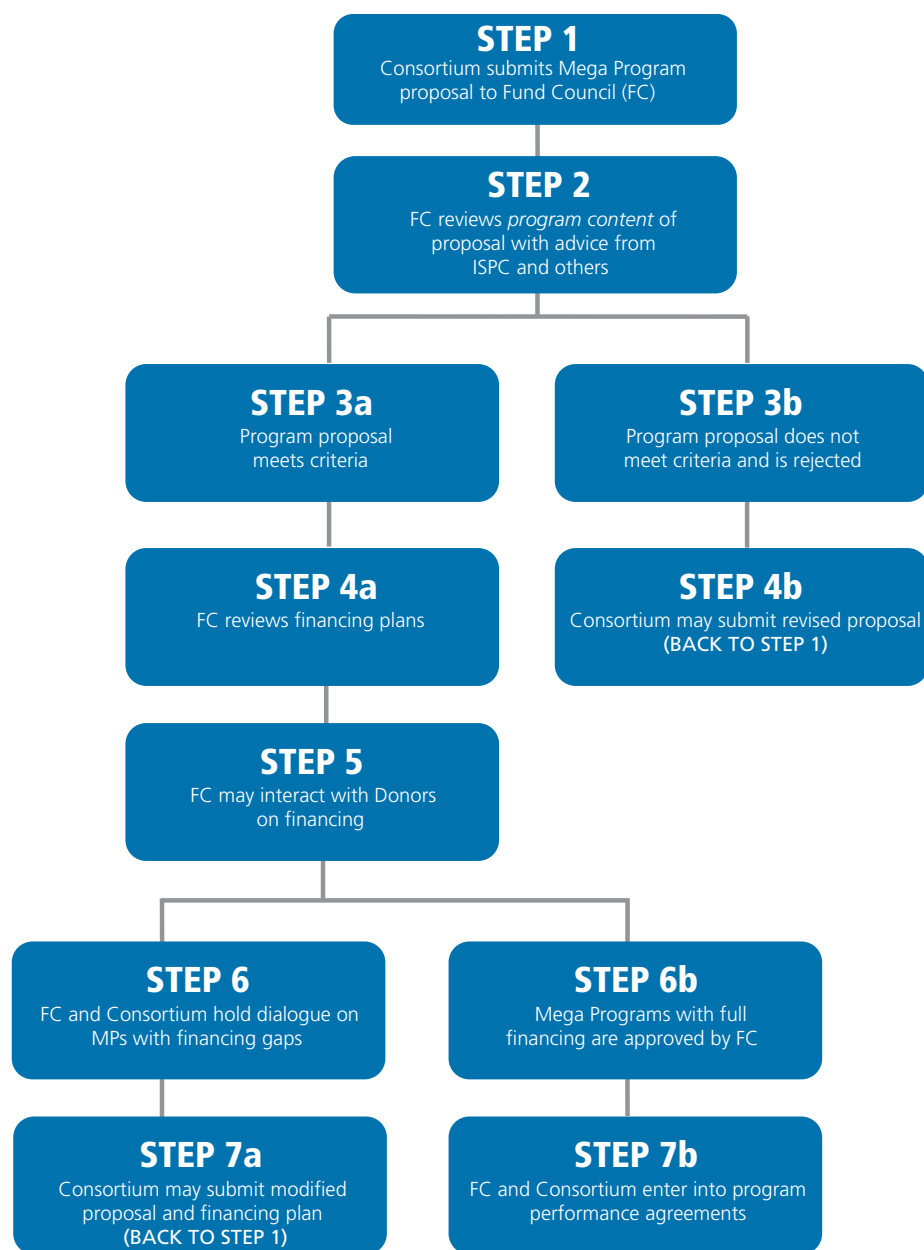 STEP 1
Consortium submits Mega Program
proposal to Fund Council (FC)
STEP 2
FC reviews program content of
proposal with advice from
ISPC and others
STEP 3a
Program proposal
meets criteria
STEP 3b
Program proposal does not
meet criteria and is rejected
STEP 4a
FC reviews financing plans
STEP 4b
Consortium may submit revised proposal
(BACK TO STEP 1)
STEP 5
FC may interact with Donors
on financing
STEP 6
FC and Consortium hold dialogue on
MPs with financing gaps
STEP 6b
Mega Programs with full
financing are approved by FC
STEP 7a
Consortium may submit modified
proposal and financing plan
(BACK TO STEP 1)
STEP 7b
FC and Consortium enter into program
performance agreements